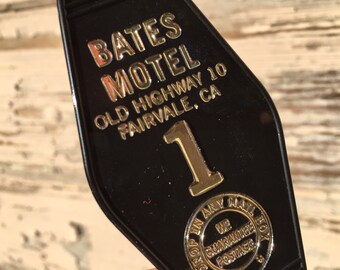 BATES
MOTEL
OLD HIGHWAY 10
FAIRVALE, CA
1
DROP IN ANY MAIL BOX
WE
GUARANTEE
POSTAGE